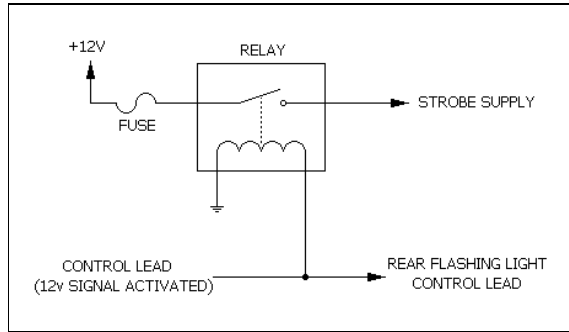 +12V
RELAY
FUSE
STROBE SUPPLY
CONTROL LEAD
(12v SIGNAL ACTIVATED)
REAR FLASHING LIGHT
CONTROL LEAD